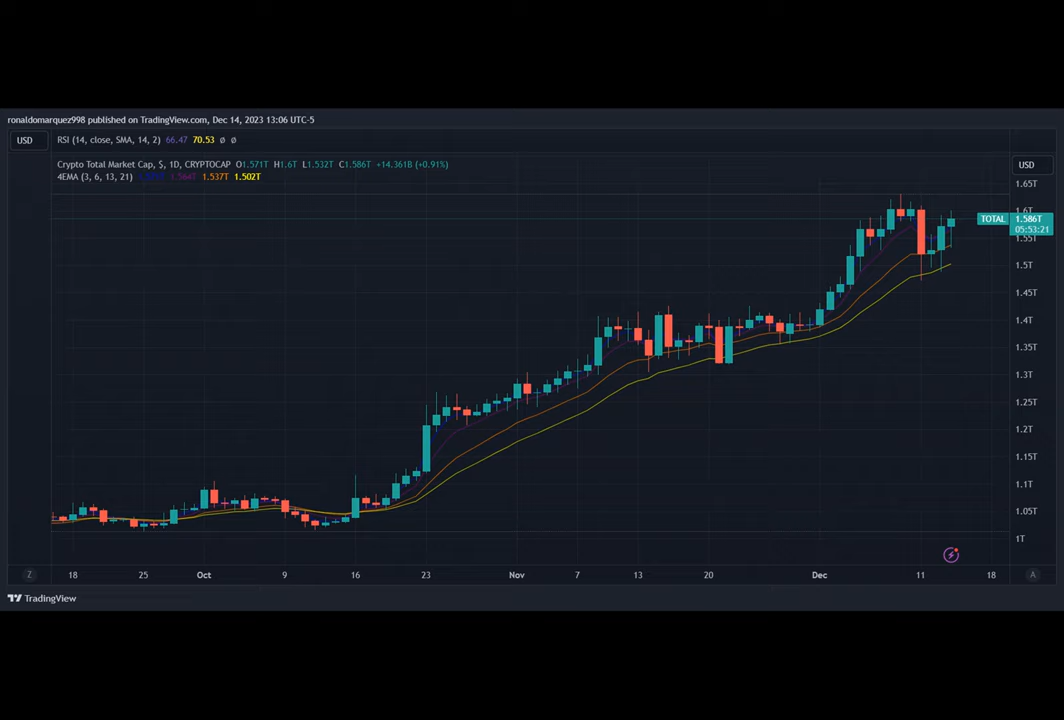 ronaldomarquez998 published on TradingView.com, Dec 14, 2023 13:06 UTC-5
USD RSI (14, close, SMA, 14, 2) 66.47 70.53 ø ø
Crypto Total Market Cap, $, 1D, CRYPTOCAP O1.571T H1.6T L1.532T C1.586T +14.361B (+0.91%)
USD
4EMA (3, 6, 13, 21) 1.564T 1.537T 1.502T
1.65T
1.6T
TOTAL 1.586T
05:53:21
1.55T
1.5T
1.45T
1.4T
1.35T
1.3T
1.25T
1.2T
1.15T
1.1T
1.05T
1T
Z 18 25 Oct 9 16 23 Nov 7 13 20 Dec 11 18 A
TradingView